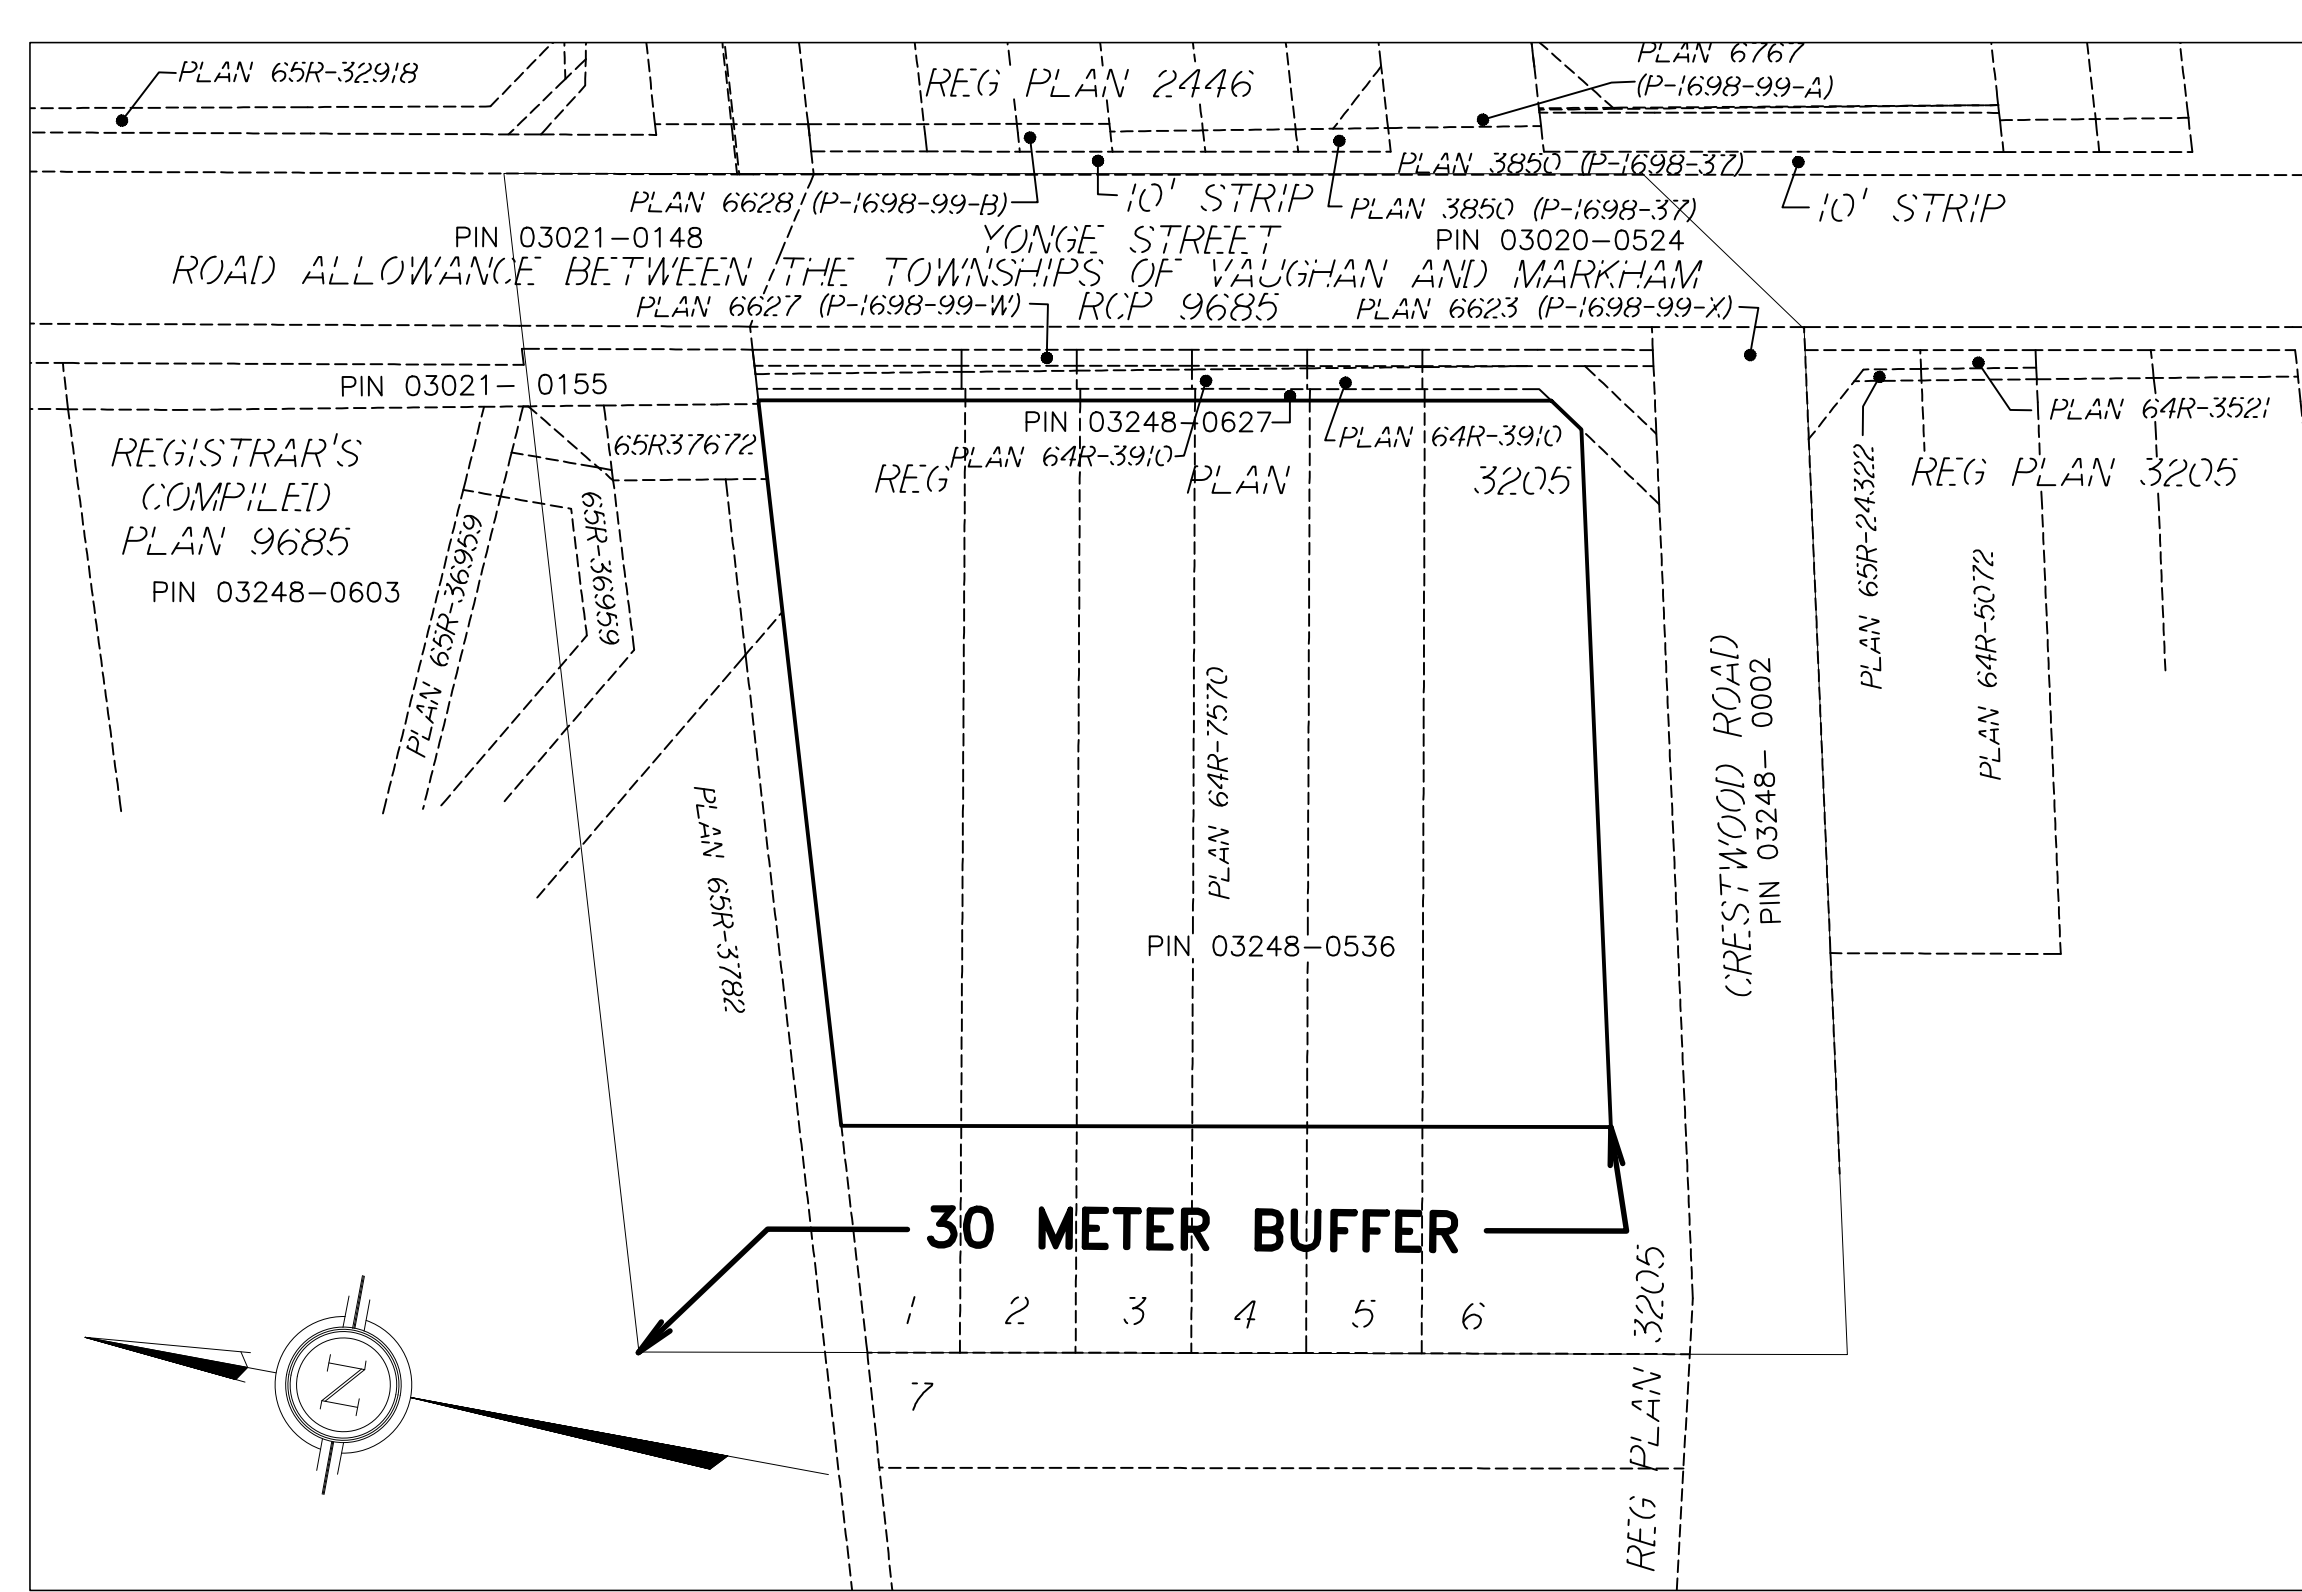 PLAN 6767
PLAN 65R-32918
REG PLAN 2446
(P-1698-99-A)
PLAN 3850 (P-1698-37)
PLAN 6628 (P-1698-99-B)
10' STRIP
PLAN 3850 (P-1698-37)
10' STRIP
PIN 03021-0148
YONGE STREET
PIN 03020-0524
ROAD ALLOWANCE BETWEEN THE TOWNSHIPS OF VAUGHAN AND MARKHAM
PLAN 6627 (P-1698-99-W)
RCP 9685
PLAN 6623 (P-1698-99-X)
PIN 03021- 0155
PIN 03248-0627
PLAN 64R-3910
PLAN 64R-3521
65R37672
PLAN 64R-3910
REGISTRAR'S
COMPILED
PLAN 9685
PIN 03248-0603
REG PLAN 3205
REG PLAN 3205
PLAN 65R-36959
65R-36959
PLAN 65R-24322
PLAN 64R-5072
PLAN 64R-7570
CRESTWOOD ROAD
PIN 03248- 0002
PLAN 65R-3782
PIN 03248-0536
30 METER BUFFER
1 2 3 4 5 6
7
REG PLAN 3205
N